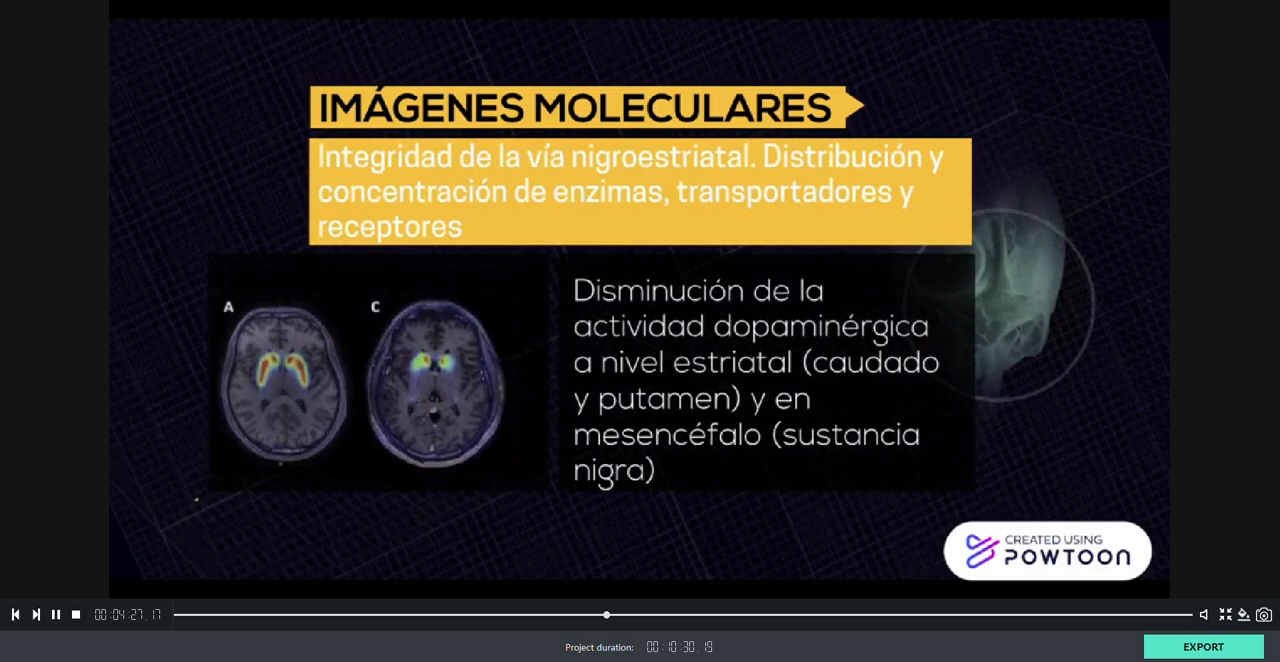 IMÁGENES MOLECULARES
Integridad de la vía nigroestriatal. Distribución y
concentración de enzimas, transportadores y
receptores
A
C
Disminución de la
actividad dopaminérgica
a nivel estriatal (caudado
y putamen) y en
mesencéfalo (sustancia
nigra)
CREATED USING
POWTOON
00:04:27.17
Project duration: 00:10:30.19
EXPORT